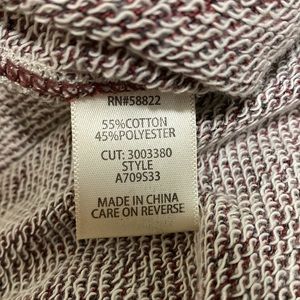 RN#58822
55%COTTON
45%POLYESTER
CUT: 3003380
STYLE
A709S33
MADE IN CHINA
CARE ON REVERSE